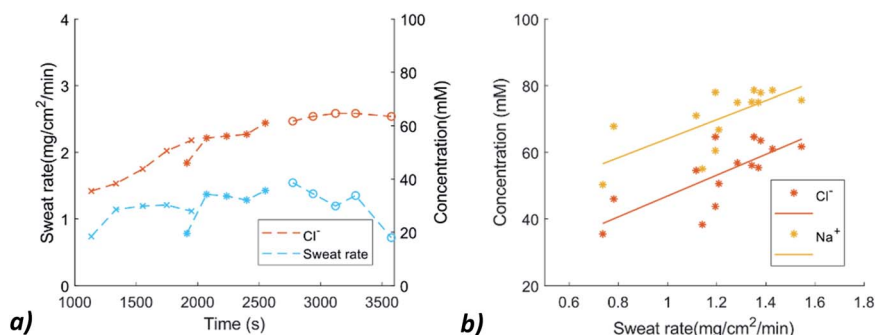 4
3
2
1
0
Sweat rate(mg/cm²/min)
100
80
60
40
20
0
Concentration(mM)
Cl⁻
Sweat rate
1000 1500 2000 2500 3000 3500
Time (s)
a)
100
80
60
40
20
Concentration (mM)
Cl⁻
Na⁺
0.6 0.8 1 1.2 1.4 1.6 1.8
Sweat rate(mg/cm²/min)
b)